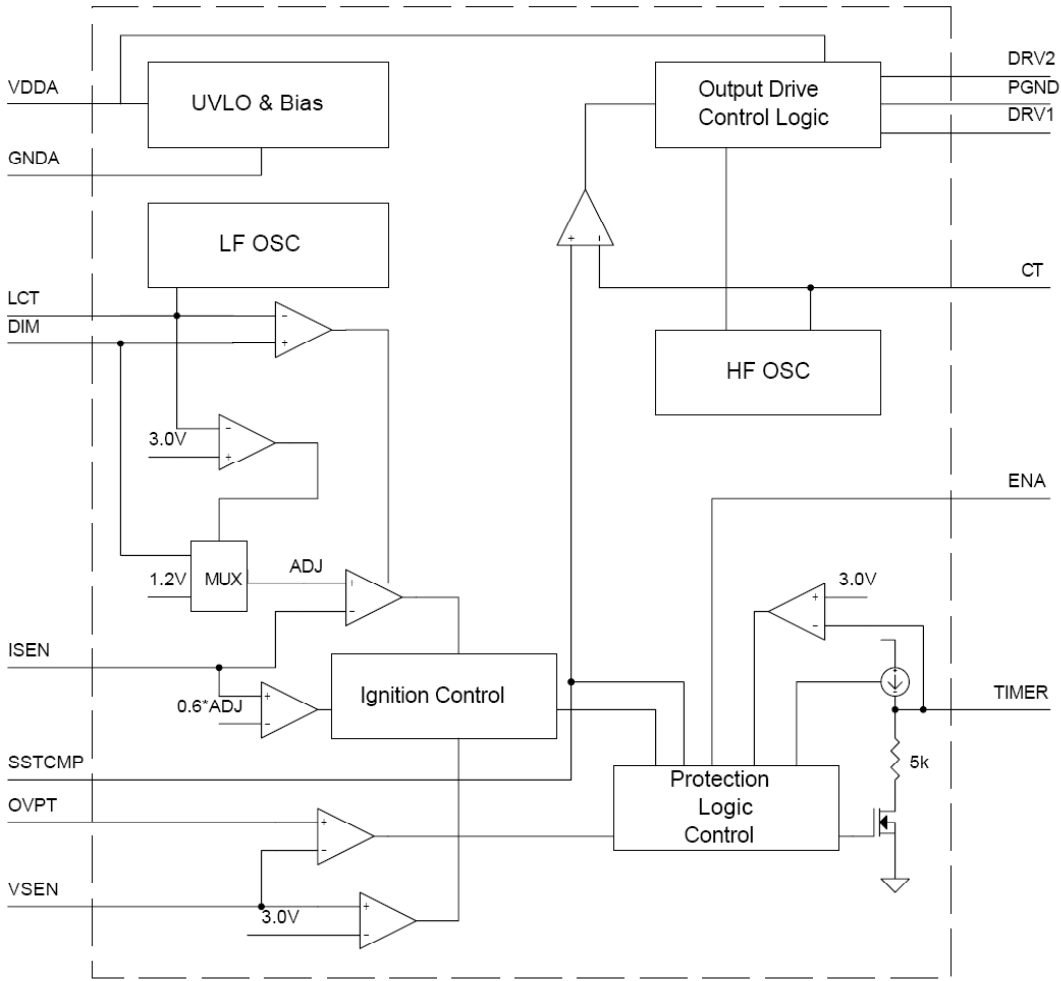 VDDA
UVLO & Bias
Output Drive
Control Logic
DRV2
PGND
DRV1
GNDA
LF OSC
+
-
CT
LCT
DIM
-
+
HF OSC
3.0V
-
+
ENA
1.2V
MUX
ADJ
+
-
3.0V
+
-
ISEN
0.6*ADJ
+
-
Ignition Control
TIMER
5k
SSTCMP
Protection
Logic
Control
OVPT
+
-
VSEN
3.0V
+
-